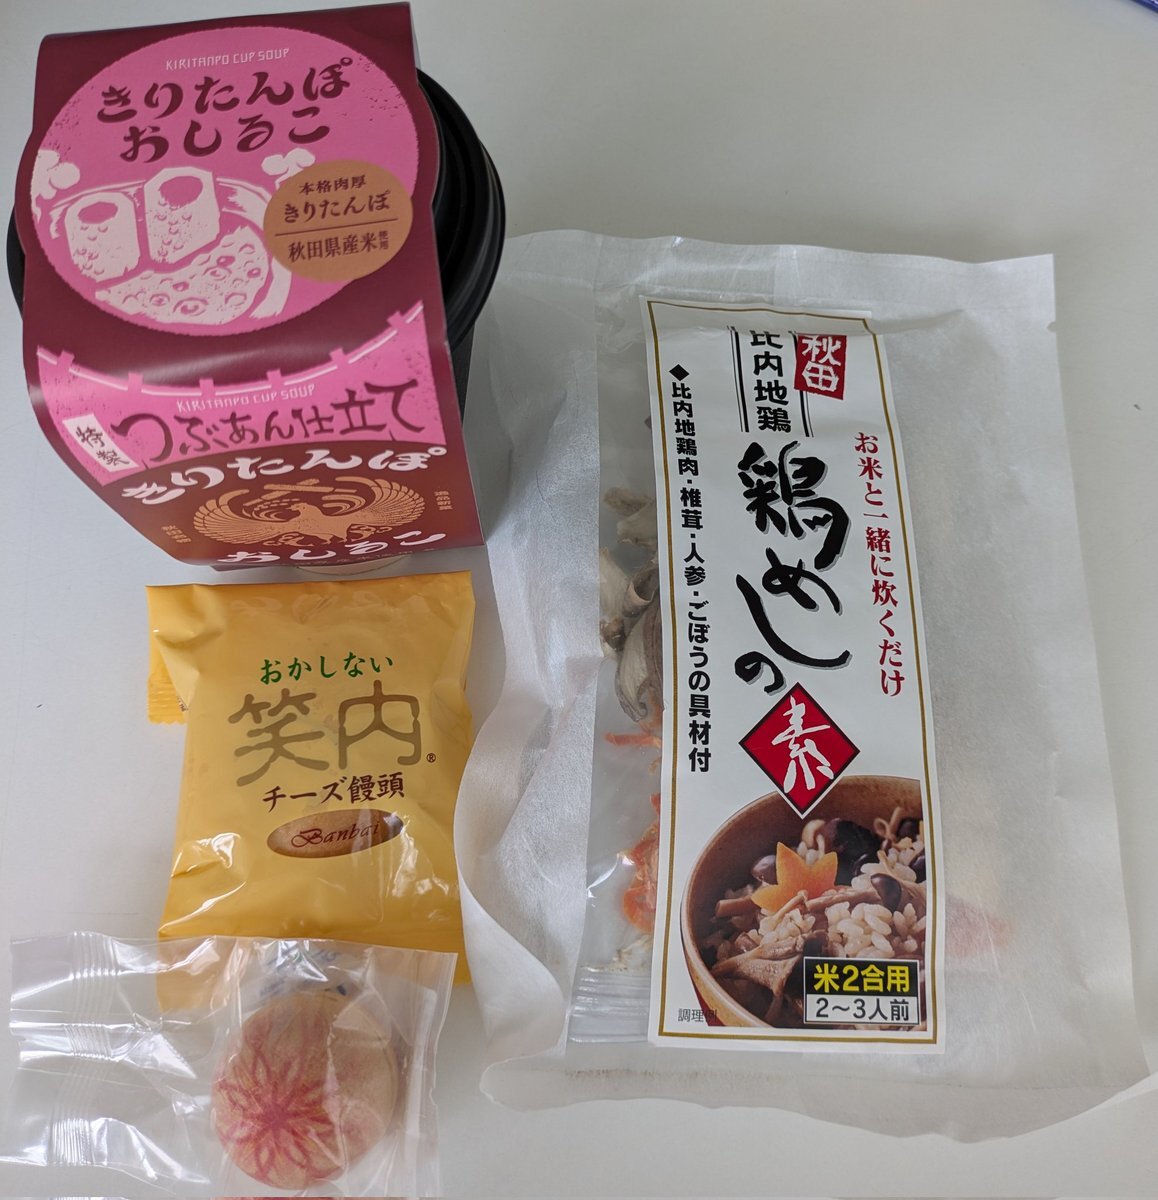 KIRITANPO CUP SOUP
きりたんぽ
おしるこ
本格肉厚
きりたんぽ
秋田県産米使用
KIRITANPO CUP SOUP
特製
つぶあん仕立て
きりたんぽ
おしるこ
おかしない
笑内®
チーズ饅頭
Banbai
秋田
比内地鶏
鶏めしの素
お米と一緒に炊くだけ
◆比内地鶏肉・椎茸・人参・ごぼうの具材付
米2合用
2〜3人前
調理例